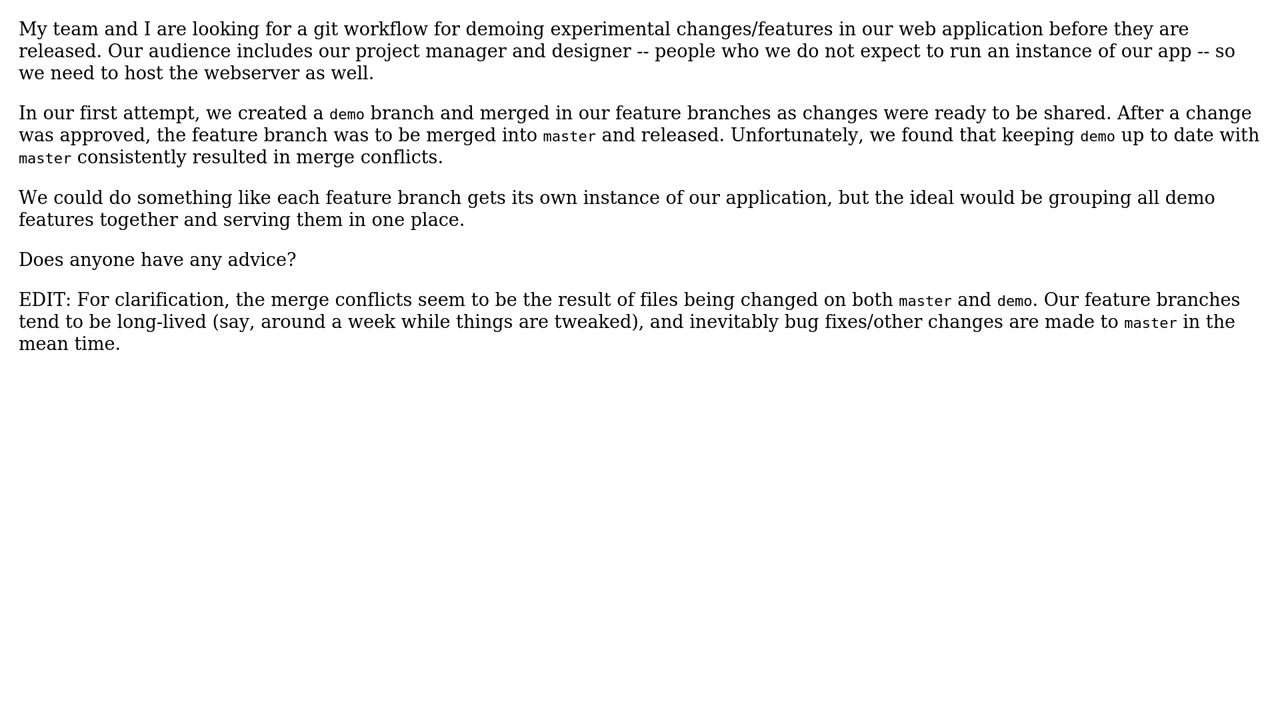 My team and I are looking for a git workflow for demoing experimental changes/features in our web application before they are
released. Our audience includes our project manager and designer -- people who we do not expect to run an instance of our app -- so
we need to host the webserver as well.
In our first attempt, we created a demo branch and merged in our feature branches as changes were ready to be shared. After a change
was approved, the feature branch was to be merged into master and released. Unfortunately, we found that keeping demo up to date with
master consistently resulted in merge conflicts.
We could do something like each feature branch gets its own instance of our application, but the ideal would be grouping all demo
features together and serving them in one place.
Does anyone have any advice?
EDIT: For clarification, the merge conflicts seem to be the result of files being changed on both master and demo. Our feature branches
tend to be long-lived (say, around a week while things are tweaked), and inevitably bug fixes/other changes are made to master in the
mean time.